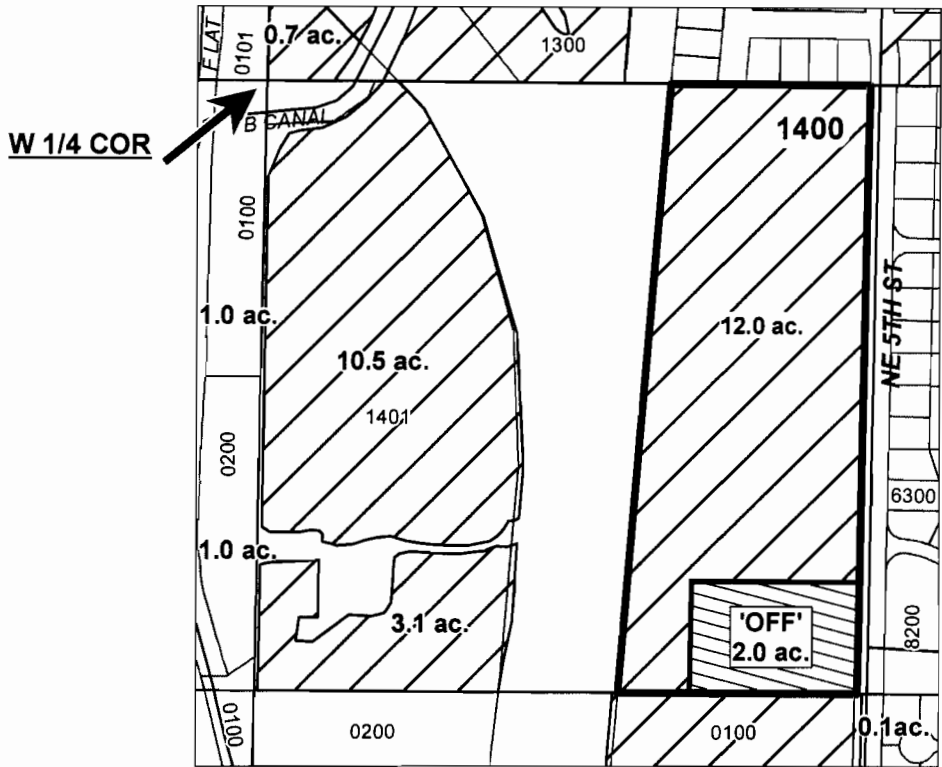 0.7 ac.
F LAT
0101
1300
W 1/4 COR
B CANAL
1400
0100
NE 5TH ST
1.0 ac.
12.0 ac.
10.5 ac.
1401
0200
6300
1.0 ac.
3.1 ac.
'OFF'
2.0 ac.
8200
0100
0200
0100
0.1ac.